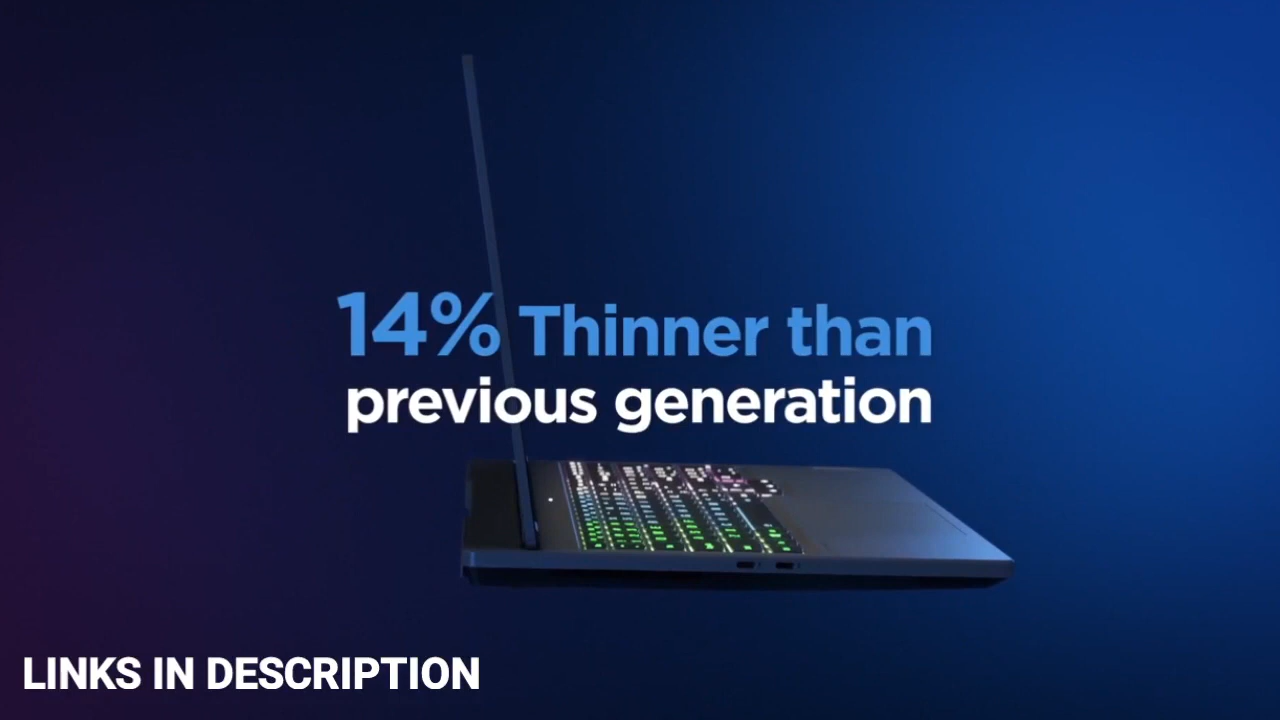 14% Thinner than
previous generation
LINKS IN DESCRIPTION